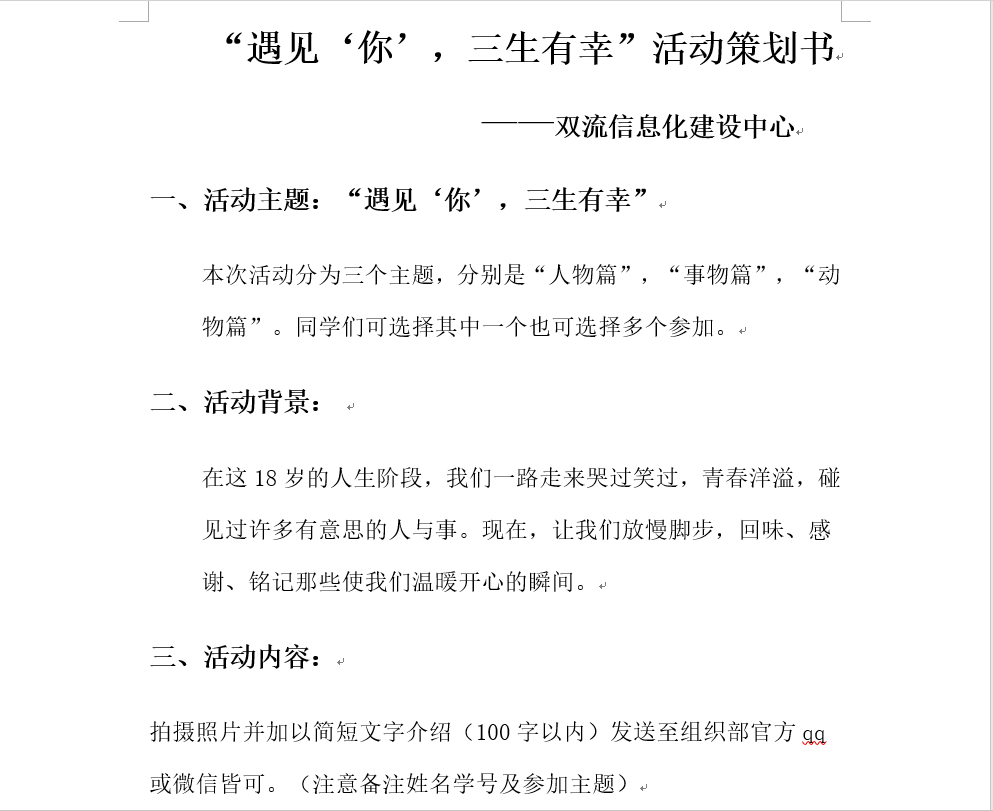 “遇见‘你’，三生有幸”活动策划书
———双流信息化建设中心
一、活动主题：“遇见‘你’，三生有幸”
本次活动分为三个主题，分别是“人物篇”，“事物篇”，“动
物篇”。同学们可选择其中一个也可选择多个参加。
二、活动背景：
在这 18 岁的人生阶段，我们一路走来哭过笑过，青春洋溢，碰
见过许多有意思的人与事。现在，让我们放慢脚步，回味、感
谢、铭记那些使我们温暖开心的瞬间。
三、活动内容：
拍摄照片并加以简短文字介绍（100 字以内）发送至组织部官方 qq
或微信皆可。（注意备注姓名学号及参加主题）